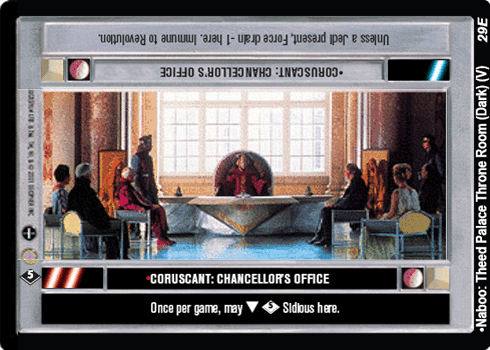 Unless a Jedi present, Force drain -1 here. Immune to Revolution.
•CORUSCANT: CHANCELLOR'S OFFICE
•CORUSCANT: CHANCELLOR'S OFFICE
Once per game, may ▼ 5 Sidious here.
5
•Naboo: Theed Palace Throne Room (Dark) (V) 29E